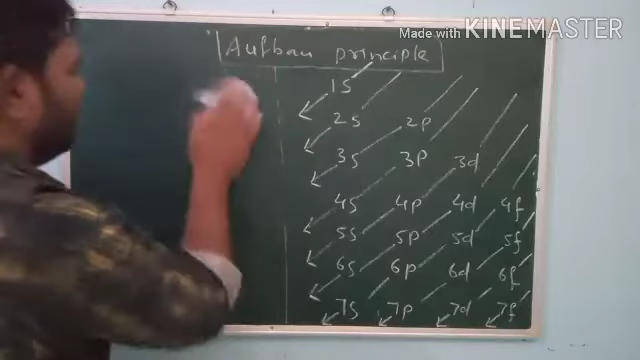 Made with KINEMASTER
Aufbau principle
1s
2s 2p
3s 3p 3d
4s 4p 4d 4f
5s 5p 5d 5f
6s 6p 6d 6f
7s 7p 7d 7f